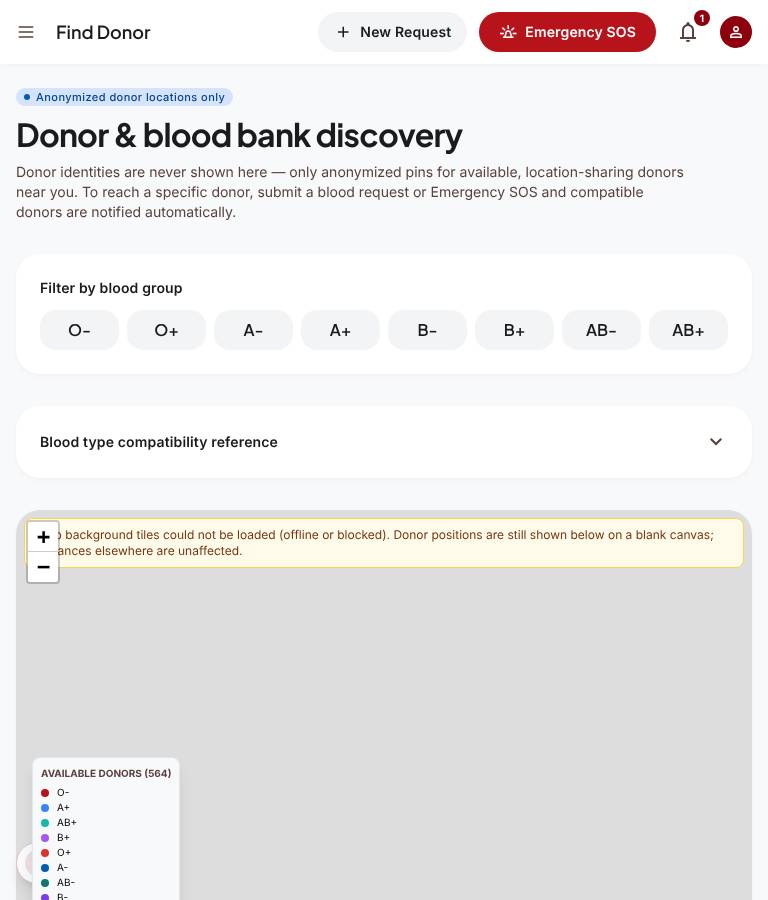 Find Donor
New Request
Emergency SOS
1
Anonymized donor locations only
Donor & blood bank discovery
Donor identities are never shown here — only anonymized pins for available, location-sharing donors
near you. To reach a specific donor, submit a blood request or Emergency SOS and compatible
donors are notified automatically.
Filter by blood group
O-
O+
A-
A+
B-
B+
AB-
AB+
Blood type compatibility reference
+
−
background tiles could not be loaded (offline or blocked). Donor positions are still shown below on a blank canvas;
elsewhere are unaffected.
AVAILABLE DONORS (564)
O-
A+
AB+
B+
O+
A-
AB-
B-